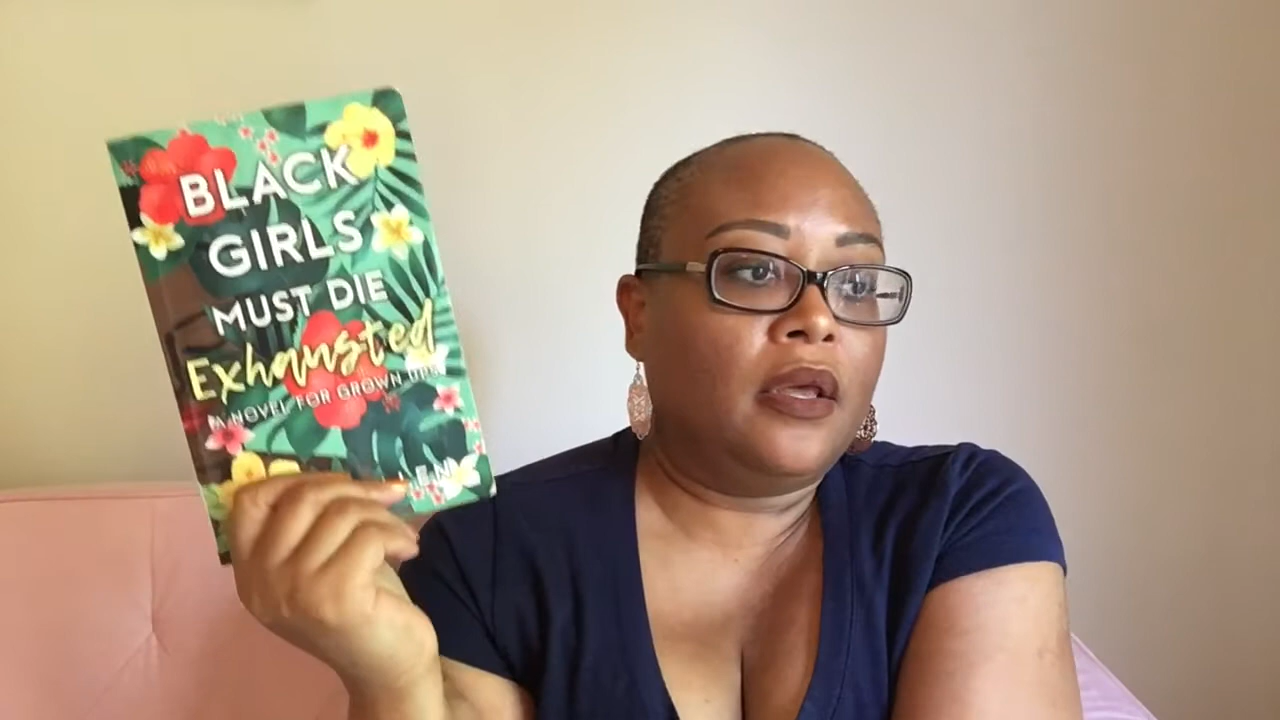 BLACK
GIRLS
MUST DIE
Exhausted
A NOVEL FOR GROWN UPS